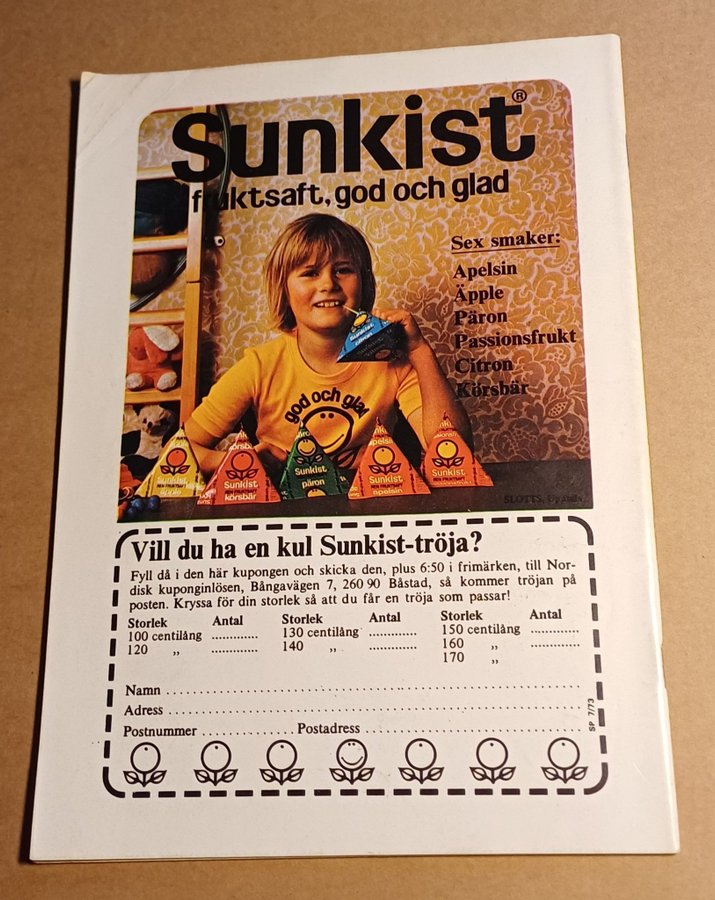 Sunkist®
fruktsaft, god och glad
Sex smaker:
Apelsin
Äpple
Päron
Passionsfrukt
Citron
Körsbär
Sunkist
god och glad
Sunkist
äpple
Sunkist
körsbär
Sunkist
päron
apelsin
Sunkist
apelsin
Sunkist
SLOTTS, Uppsala
Vill du ha en kul Sunkist-tröja?
Fyll då i den här kupongen och skicka den, plus 6:50 i frimärken, till Nor-
disk kuponginlösen, Bångavägen 7, 260 90 Båstad, så kommer tröjan på
posten. Kryssa för din storlek så att du får en tröja som passar!
Storlek Antal Storlek Antal Storlek Antal
100 centilång ............. 130 centilång ............. 150 centilång .............
120 „ ............. 140 „ ............. 160 „ .............
170 „
Namn
Adress
Postnummer Postadress
SP 7/73